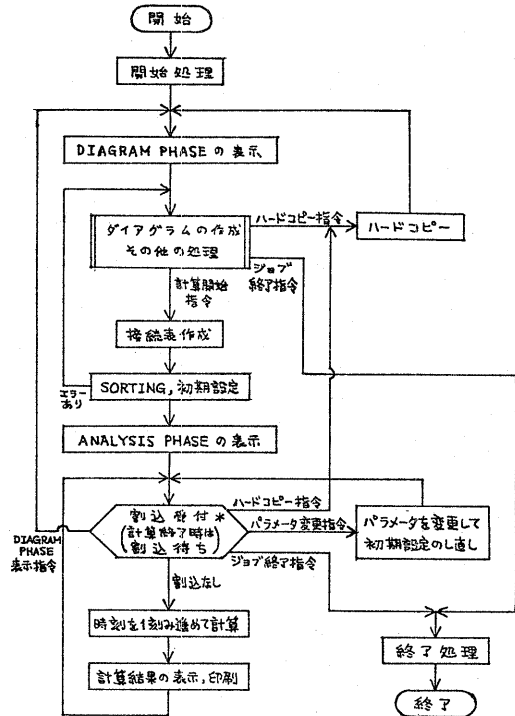 開始
開始処理
DIAGRAM PHASE の表示
ダイアグラムの作成
その他の処理
ハードコピー指令
ハードコピー
ジョブ
終了指令
計算開始
指令
接続表作成
エラー
あり
SORTING,初期設定
ANALYSIS PHASE の表示
割込受付*
(計算終了時は
割込待ち)
ハードコピー指令
パラメータ変更指令
ジョブ終了指令
パラメータを変更して
初期設定のし直し
DIAGRAM
PHASE
表示指令
割込なし
時刻を1刻み進めて計算
計算結果の表示,印刷
終了処理
終了